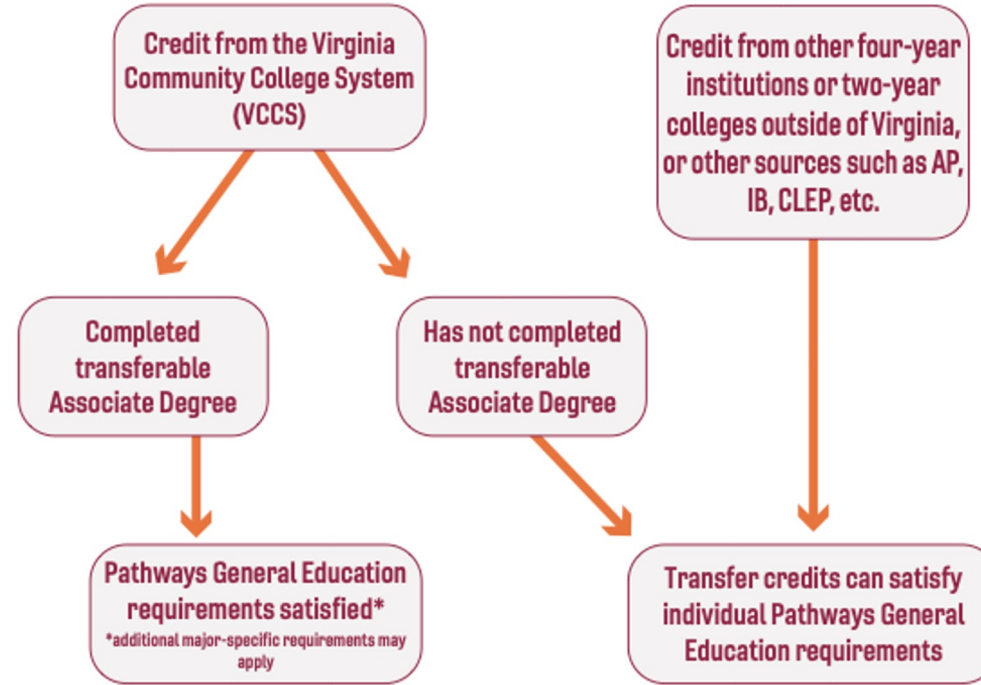 Credit from the Virginia
Community College System
(VCCS)
Credit from other four-year
institutions or two-year
colleges outside of Virginia,
or other sources such as AP,
IB, CLEP, etc.
Completed
transferable
Associate Degree
Has not completed
transferable
Associate Degree
Pathways General Education
requirements satisfied*
*additional major-specific requirements may
apply
Transfer credits can satisfy
individual Pathways General
Education requirements